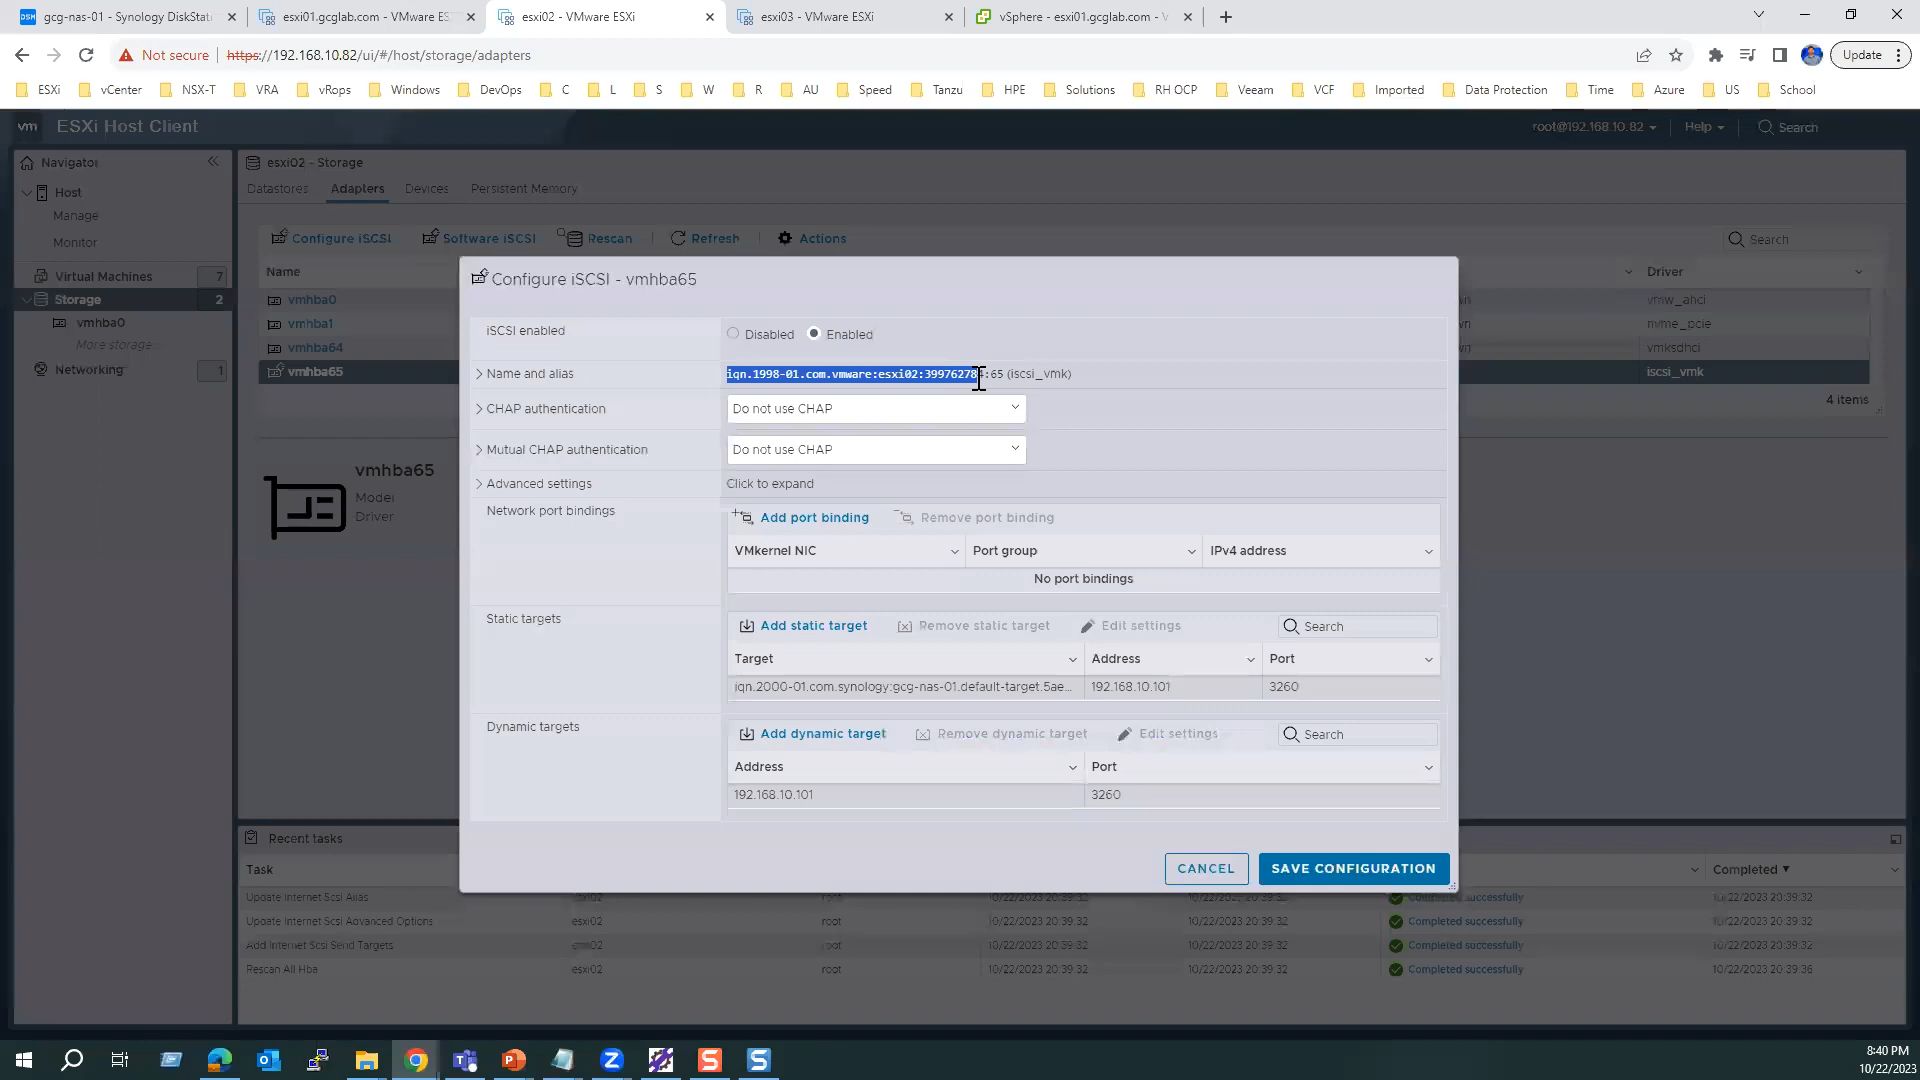 gcg-nas-01 - Synology DiskStat
esxi01.gcglab.com - VMware ES
esxi02 - VMware ESXi
esxi03 - VMware ESXi
vSphere - esxi01.gcglab.com - V
Not secure
https://192.168.10.82/ui/#/host/storage/adapters
Update
ESXi
vCenter
NSX-T
VRA
vRops
Windows
DevOps
C
L
S
W
R
AU
Speed
Tanzu
HPE
Solutions
RH OCP
Veeam
VCF
Imported
Data Protection
Time
Azure
US
School
vm ESXi Host Client
root@192.168.10.82
Help
Search
Navigator
Host
Manage
Monitor
Virtual Machines 7
Storage 2
vmhba0
More storage...
Networking 1
esxi02 - Storage
Datastores
Adapters
Devices
Persistent Memory
Configure iSCSI
Software iSCSI
Rescan
Refresh
Actions
Search
Name
Driver
vmhba0
vmw_ahci
vmhba1
nvme_pcie
vmhba64
vmksdhci
vmhba65
iscsi_vmk
4 items
vmhba65
Model
Driver
Configure iSCSI - vmhba65
iSCSI enabled
Disabled
Enabled
Name and alias
iqn.1998-01.com.vmware:esxi02:399762784:65 (iscsi_vmk)
CHAP authentication
Do not use CHAP
Mutual CHAP authentication
Do not use CHAP
Advanced settings
Click to expand
Network port bindings
Add port binding
Remove port binding
VMkernel NIC
Port group
IPv4 address
No port bindings
Static targets
Add static target
Remove static target
Edit settings
Search
Target
Address
Port
iqn.2000-01.com.synology:gcg-nas-01.default-target.5ae...
192.168.10.101
3260
Dynamic targets
Add dynamic target
Remove dynamic target
Edit settings
Search
Address
Port
192.168.10.101
3260
CANCEL
SAVE CONFIGURATION
Recent tasks
Task
Completed ▼
Update Internet Scsi Alias esxi02 root 10/22/2023 20:39:32 10/22/2023 20:39:32 Completed successfully 10/22/2023 20:39:32
Update Internet Scsi Advanced Options esxi02 root 10/22/2023 20:39:32 10/22/2023 20:39:32 Completed successfully 10/22/2023 20:39:32
Add Internet Scsi Send Targets esxi02 root 10/22/2023 20:39:32 10/22/2023 20:39:32 Completed successfully 10/22/2023 20:39:32
Rescan All Hba esxi02 root 10/22/2023 20:39:32 10/22/2023 20:39:32 Completed successfully 10/22/2023 20:39:36
8:40 PM
10/22/2023